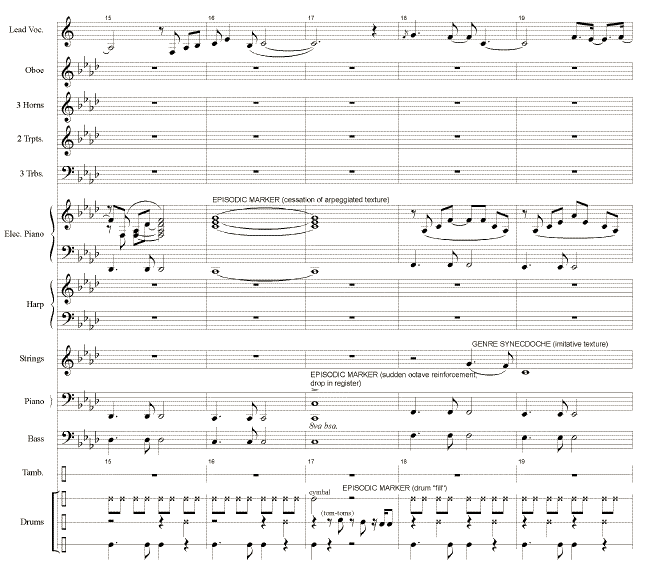 15 16 17 18 19
Lead Voc.
Oboe
3 Horns
2 Trpts.
3 Trbs.
EPISODIC MARKER (cessation of arpeggiated texture)
Elec. Piano
Harp
GENRE SYNECDOCHE (imitative texture)
Strings
EPISODIC MARKER (sudden octave reinforcement,
drop in register)
Piano
8va bsa.
Bass
15 16 17 18 19
Tamb.
EPISODIC MARKER (drum "fill")
cymbal
(tom-toms)
Drums